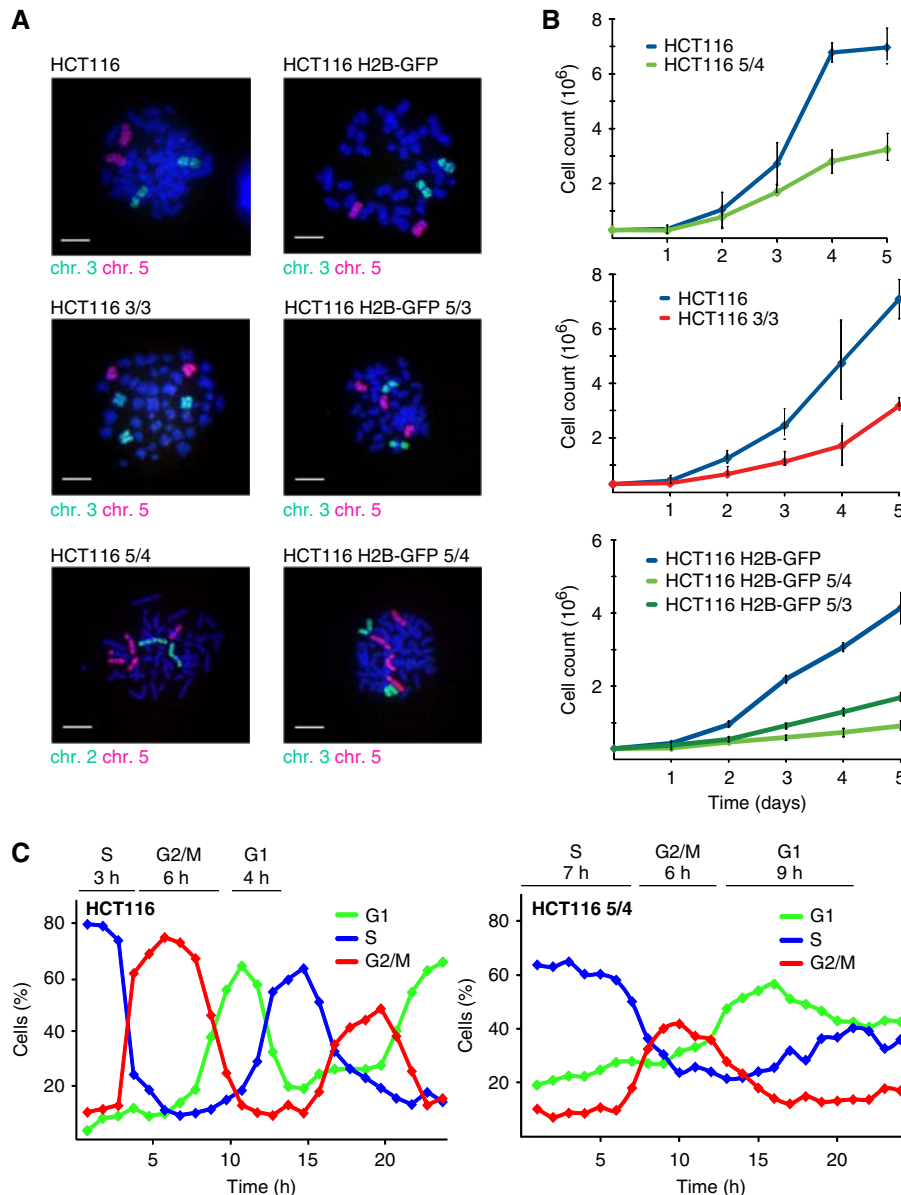 A
HCT116
HCT116 H2B-GFP
chr. 3 chr. 5
chr. 3 chr. 5
HCT116 3/3
HCT116 H2B-GFP 5/3
chr. 3 chr. 5
chr. 3 chr. 5
HCT116 5/4
HCT116 H2B-GFP 5/4
chr. 2 chr. 5
chr. 3 chr. 5
B
8
6
4
2
Cell count (10⁶)
HCT116
HCT116 5/4
1 2 3 4 5
8
6
4
2
Cell count (10⁶)
HCT116
HCT116 3/3
1 2 3 4 5
6
4
2
Cell count (10⁶)
HCT116 H2B-GFP
HCT116 H2B-GFP 5/4
HCT116 H2B-GFP 5/3
1 2 3 4 5
Time (days)
C
S G2/M G1
3 h 6 h 4 h
HCT116
G1
S
G2/M
80
60
40
20
Cells (%)
5 10 15 20
Time (h)
S G2/M G1
7 h 6 h 9 h
HCT116 5/4
G1
S
G2/M
80
60
40
20
Cells (%)
5 10 15 20
Time (h)